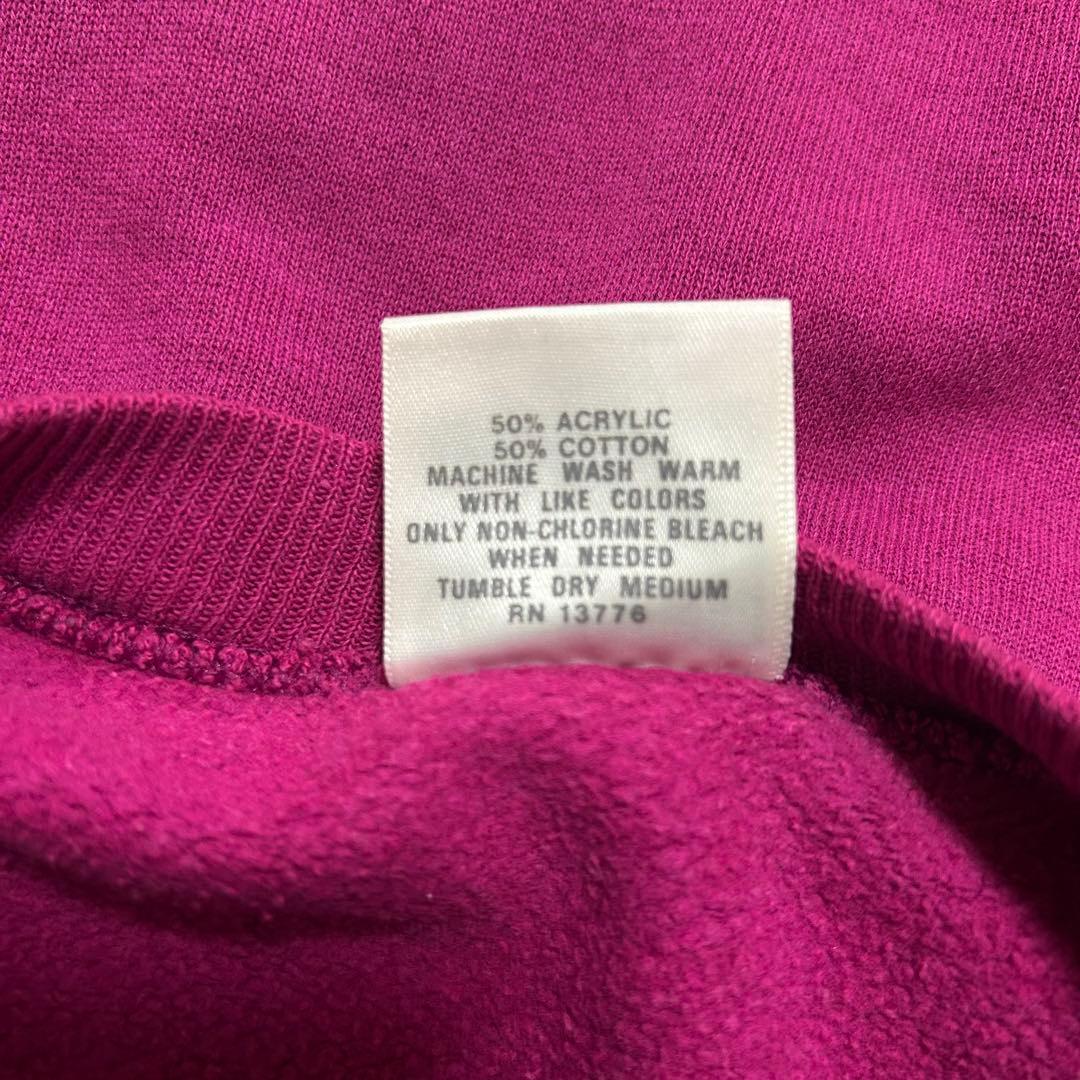 50% ACRYLIC
50% COTTON
MACHINE WASH WARM
WITH LIKE COLORS
ONLY NON-CHLORINE BLEACH
WHEN NEEDED
TUMBLE DRY MEDIUM
RN 13776